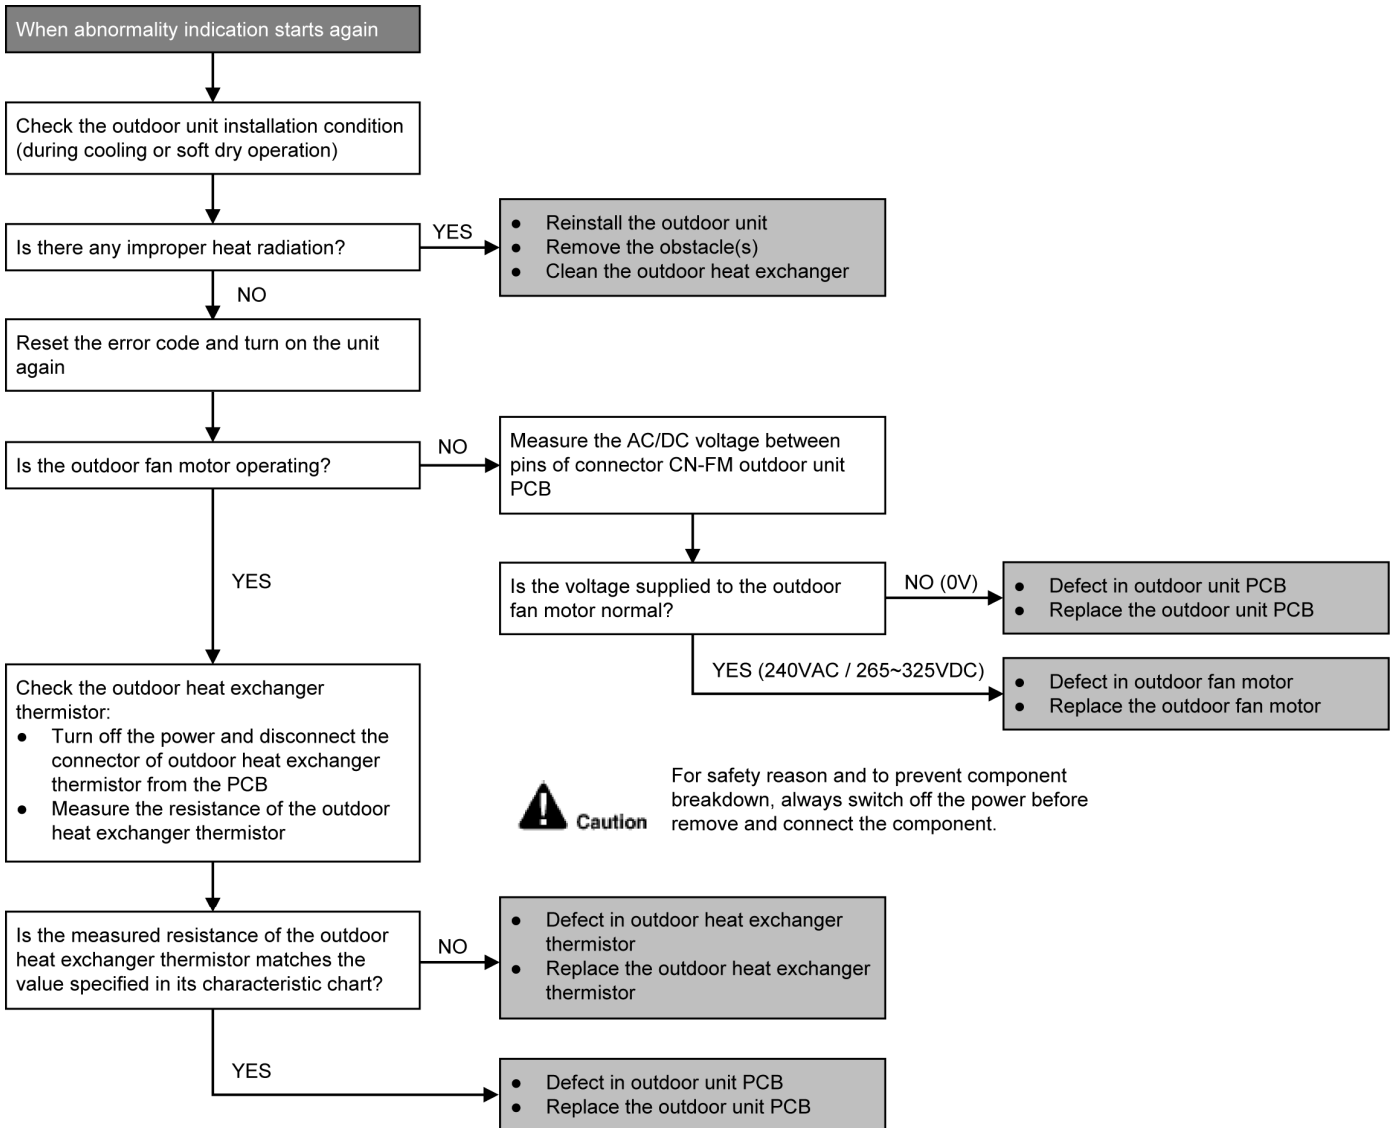 When abnormality indication starts again
Check the outdoor unit installation condition
(during cooling or soft dry operation)
Is there any improper heat radiation?
YES
● Reinstall the outdoor unit
● Remove the obstacle(s)
● Clean the outdoor heat exchanger
NO
Reset the error code and turn on the unit
again
Is the outdoor fan motor operating?
NO
Measure the AC/DC voltage between
pins of connector CN-FM outdoor unit
PCB
YES
Is the voltage supplied to the outdoor
fan motor normal?
NO (0V)
● Defect in outdoor unit PCB
● Replace the outdoor unit PCB
YES (240VAC / 265~325VDC)
● Defect in outdoor fan motor
● Replace the outdoor fan motor
Check the outdoor heat exchanger
thermistor:
● Turn off the power and disconnect the
connector of outdoor heat exchanger
thermistor from the PCB
● Measure the resistance of the outdoor
heat exchanger thermistor
Caution
For safety reason and to prevent component
breakdown, always switch off the power before
remove and connect the component.
Is the measured resistance of the outdoor
heat exchanger thermistor matches the
value specified in its characteristic chart?
NO
● Defect in outdoor heat exchanger
thermistor
● Replace the outdoor heat exchanger
thermistor
YES
● Defect in outdoor unit PCB
● Replace the outdoor unit PCB